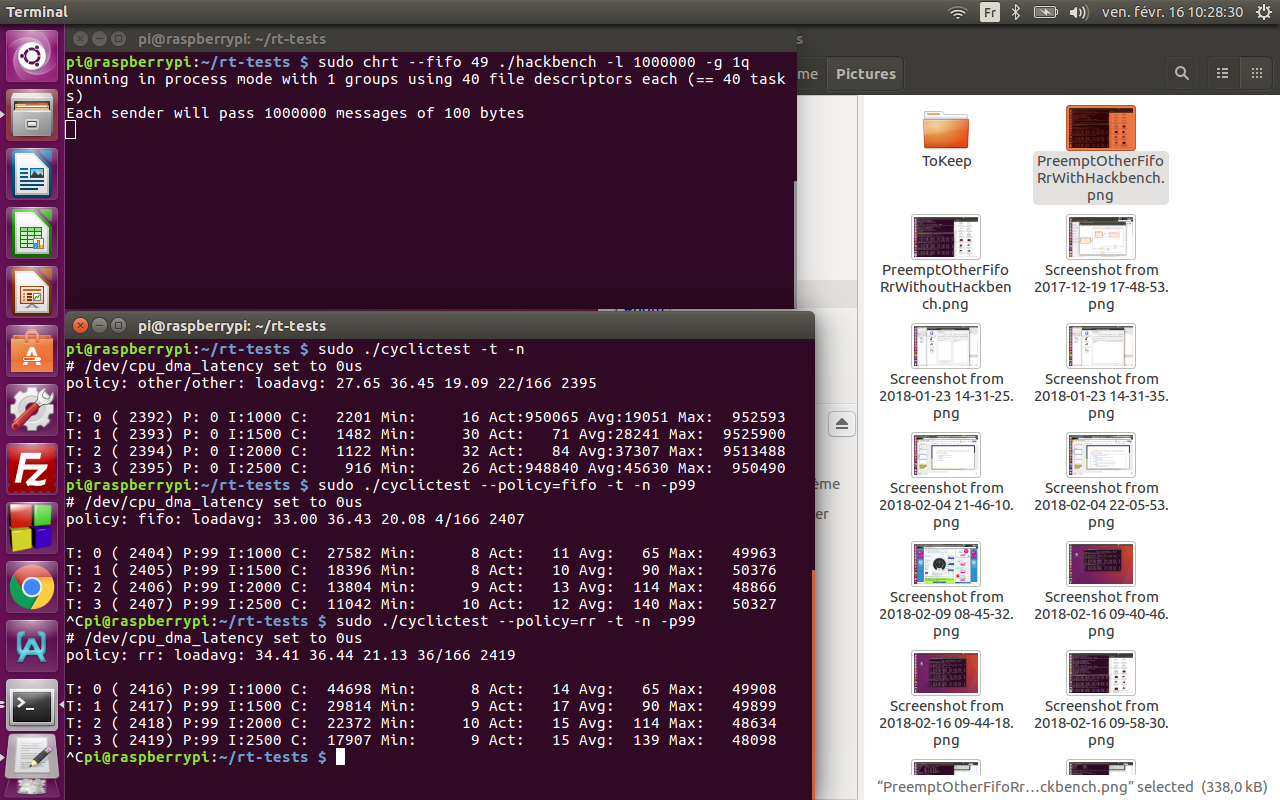 Terminal
Fr
ven. févr. 16 10:28:30
pi@raspberrypi: ~/rt-tests
pi@raspberrypi:~/rt-tests $ sudo chrt --fifo 49 ./hackbench -l 1000000 -g 1q
Running in process mode with 1 groups using 40 file descriptors each (== 40 task
s)
Each sender will pass 1000000 messages of 100 bytes
pi@raspberrypi: ~/rt-tests
pi@raspberrypi:~/rt-tests $ sudo ./cyclictest -t -n
# /dev/cpu_dma_latency set to 0us
policy: other/other: loadavg: 27.65 36.45 19.09 22/166 2395
T: 0 ( 2392) P: 0 I:1000 C:   2201 Min:     16 Act:950065 Avg:19051 Max:  952593
T: 1 ( 2393) P: 0 I:1500 C:   1482 Min:     30 Act:   71 Avg:28241 Max:  9525900
T: 2 ( 2394) P: 0 I:2000 C:   1122 Min:     32 Act:   84 Avg:37307 Max:  9513488
T: 3 ( 2395) P: 0 I:2500 C:    916 Min:     26 Act:948840 Avg:45630 Max:  950490
pi@raspberrypi:~/rt-tests $ sudo ./cyclictest --policy=fifo -t -n -p99
# /dev/cpu_dma_latency set to 0us
policy: fifo: loadavg: 33.00 36.43 20.08 4/166 2407
T: 0 ( 2404) P:99 I:1000 C:  27582 Min:      8 Act:   11 Avg:   65 Max:   49963
T: 1 ( 2405) P:99 I:1500 C:  18396 Min:      8 Act:   10 Avg:   90 Max:   50376
T: 2 ( 2406) P:99 I:2000 C:  13804 Min:      9 Act:   13 Avg:  114 Max:   48866
T: 3 ( 2407) P:99 I:2500 C:  11042 Min:     10 Act:   12 Avg:  140 Max:   50327
^Cpi@raspberrypi:~/rt-tests $ sudo ./cyclictest --policy=rr -t -n -p99
# /dev/cpu_dma_latency set to 0us
policy: rr: loadavg: 34.41 36.44 21.13 36/166 2419
T: 0 ( 2416) P:99 I:1000 C:  44698 Min:      8 Act:   14 Avg:   65 Max:   49908
T: 1 ( 2417) P:99 I:1500 C:  29814 Min:      9 Act:   17 Avg:   90 Max:   49899
T: 2 ( 2418) P:99 I:2000 C:  22372 Min:     10 Act:   15 Avg:  114 Max:   48634
T: 3 ( 2419) P:99 I:2500 C:  17907 Min:      9 Act:   15 Avg:  139 Max:   48098
^Cpi@raspberrypi:~/rt-tests $
s
me
Pictures
ème
er
ToKeep
PreemptOtherFifo
RrWithHackbench.
png
PreemptOtherFifo
RrWithoutHackben
ch.png
Screenshot from
2017-12-19 17-48-53.
png
Screenshot from
2018-01-23 14-31-25.
png
Screenshot from
2018-01-23 14-31-35.
png
Screenshot from
2018-02-04 21-46-10.
png
Screenshot from
2018-02-04 22-05-53.
png
Screenshot from
2018-02-09 08-45-32.
png
Screenshot from
2018-02-16 09-40-46.
png
Screenshot from
2018-02-16 09-44-18.
png
Screenshot from
2018-02-16 09-58-30.
png
“PreemptOtherFifoRr…ckbench.png” selected (338,0 kB)